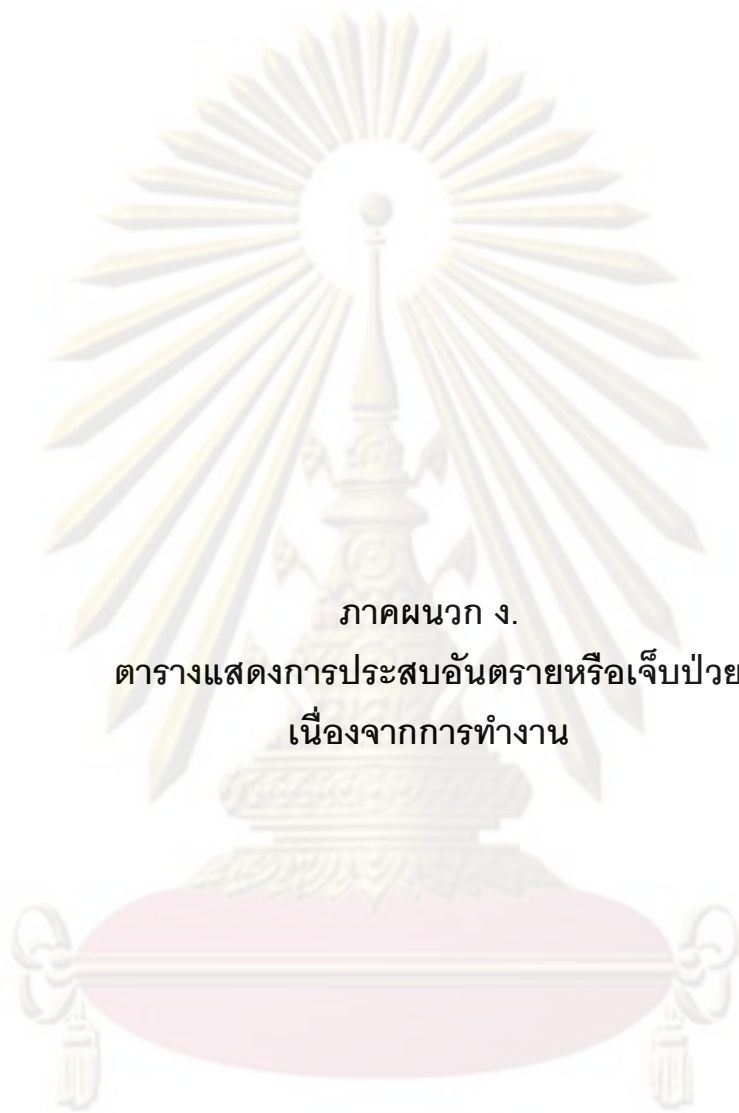 ภาคผนวก ง.
ตารางแสดงการประสบอันตรายหรือเจ็บป่วย
เนื่องจากการทำงาน